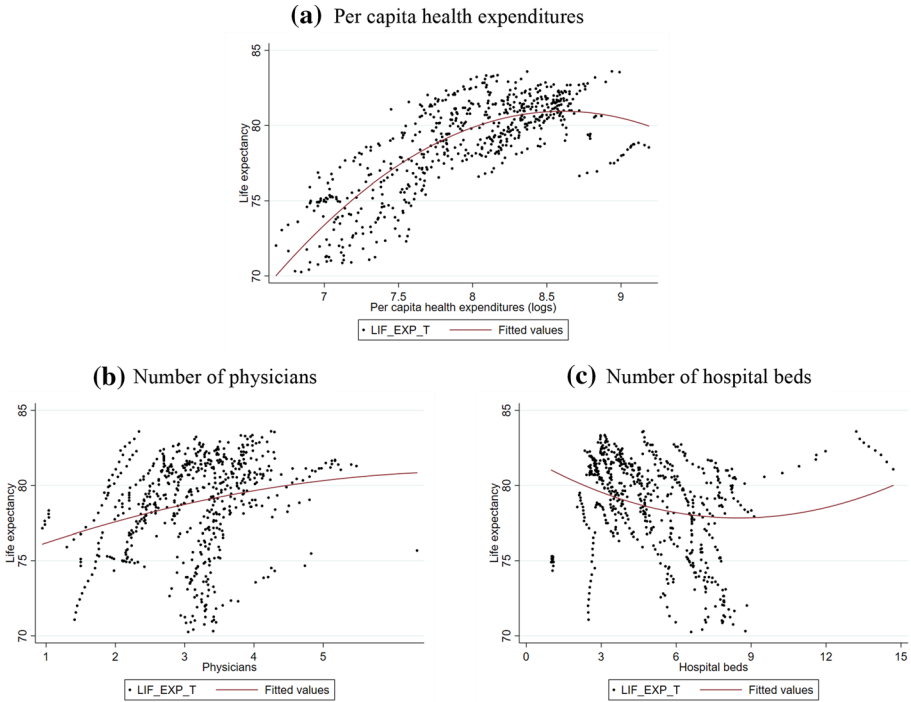 (a) Per capita health expenditures
Life expectancy
85
80
75
70
7 7.5 8 8.5 9
Per capita health expenditures (logs)
LIF_EXP_T Fitted values
(b) Number of physicians
Life expectancy
85
80
75
70
1 2 3 4 5
Physicians
LIF_EXP_T Fitted values
(c) Number of hospital beds
Life expectancy
85
80
75
70
0 3 6 9 12 15
Hospital beds
LIF_EXP_T Fitted values